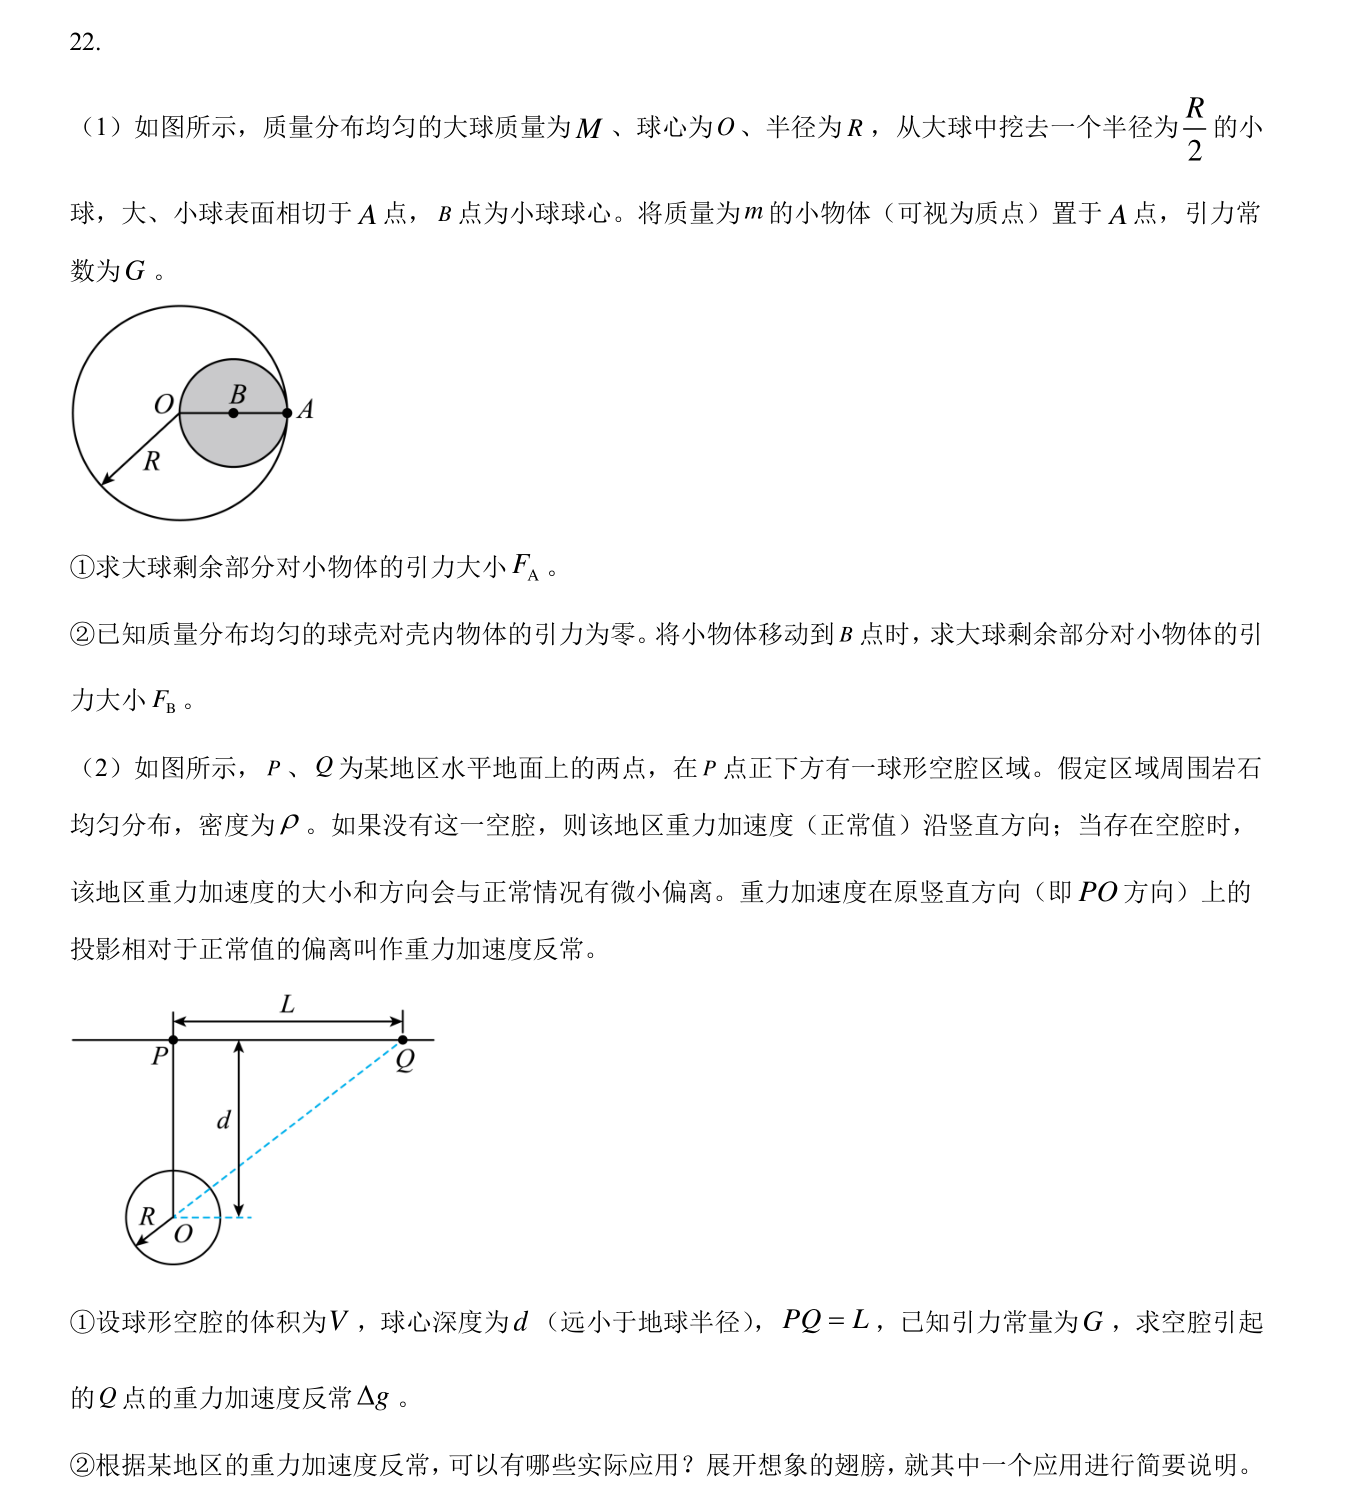 22.
（1）如图所示，质量分布均匀的大球质量为M、球心为O、半径为R，从大球中挖去一个半径为R/2的小
球，大、小球表面相切于A点，B点为小球球心。将质量为m的小物体（可视为质点）置于A点，引力常
数为G。
O
B
A
R
①求大球剩余部分对小物体的引力大小F_A。
②已知质量分布均匀的球壳对壳内物体的引力为零。将小物体移动到B点时，求大球剩余部分对小物体的引
力大小F_B。
（2）如图所示，P、Q为某地区水平地面上的两点，在P点正下方有一球形空腔区域。假定区域周围岩石
均匀分布，密度为ρ。如果没有这一空腔，则该地区重力加速度（正常值）沿竖直方向；当存在空腔时，
该地区重力加速度的大小和方向会与正常情况有微小偏离。重力加速度在原竖直方向（即PO方向）上的
投影相对于正常值的偏离叫作重力加速度反常。
L
P
Q
d
R
O
①设球形空腔的体积为V，球心深度为d（远小于地球半径），PQ=L，已知引力常量为G，求空腔引起
的Q点的重力加速度反常Δg。
②根据某地区的重力加速度反常，可以有哪些实际应用？展开想象的翅膀，就其中一个应用进行简要说明。